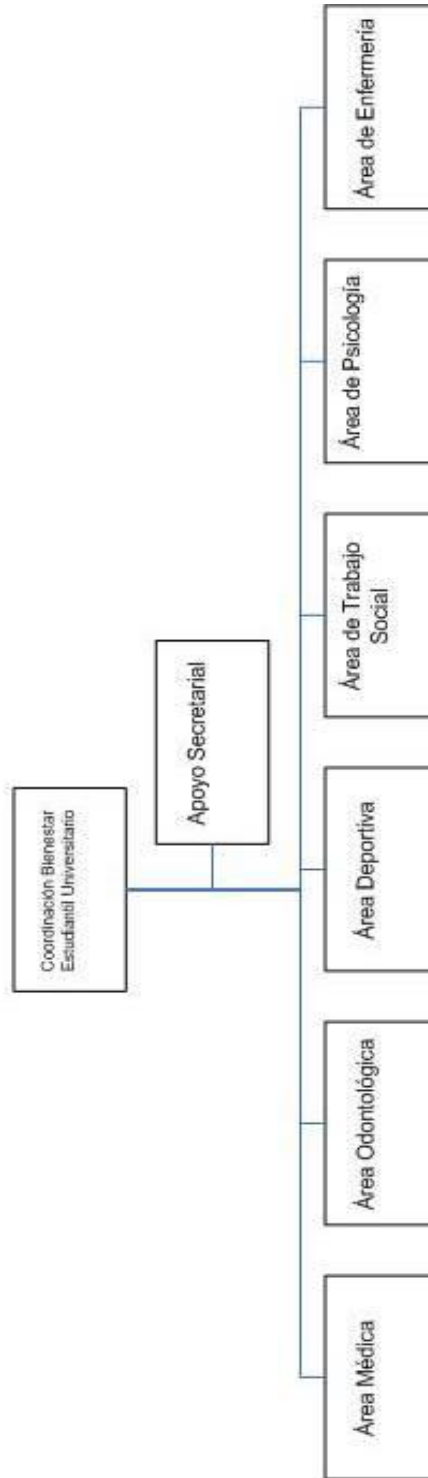 Coordinación Bienestar
Estudiantil Universitario
Apoyo Secretarial
Área Médica
Área Odontológica
Área Deportiva
Área de Trabajo
Social
Área de Psicología
Área de Enfermería